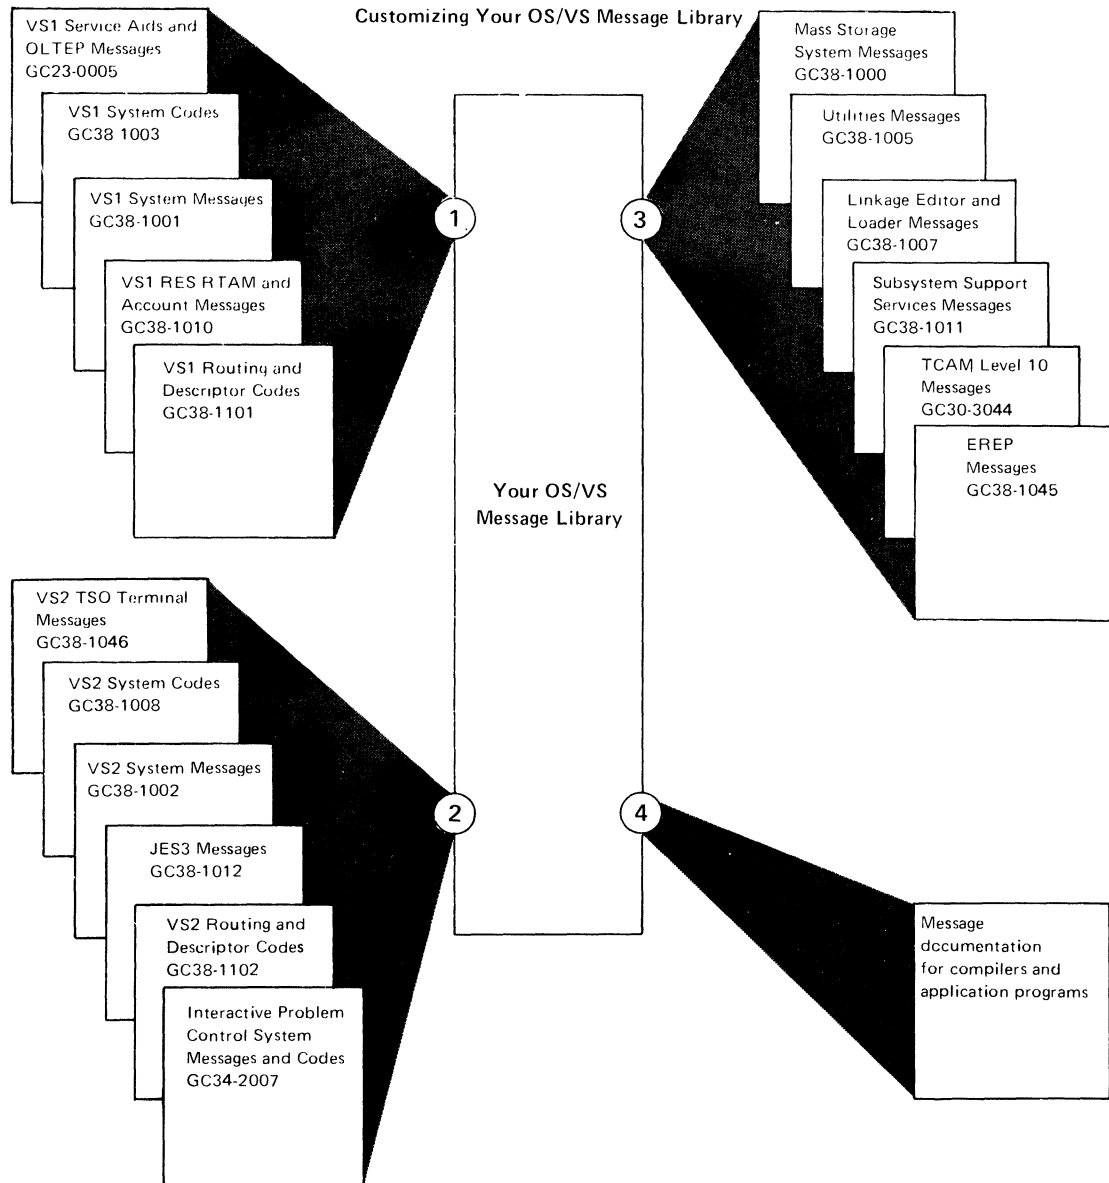 Customizing Your OS/VS Message Library
VS1 Service Aids and
OLTEP Messages
GC23-0005
VS1 System Codes
GC38 1003
VS1 System Messages
GC38-1001
VS1 RES RTAM and
Account Messages
GC38-1010
VS1 Routing and
Descriptor Codes
GC38-1101
1
VS2 TSO Terminal
Messages
GC38-1046
VS2 System Codes
GC38-1008
VS2 System Messages
GC38-1002
JES3 Messages
GC38-1012
VS2 Routing and
Descriptor Codes
GC38-1102
Interactive Problem
Control System
Messages and Codes
GC34-2007
2
Your OS/VS
Message Library
3
Mass Storage
System Messages
GC38-1000
Utilities Messages
GC38-1005
Linkage Editor and
Loader Messages
GC38-1007
Subsystem Support
Services Messages
GC38-1011
TCAM Level 10
Messages
GC30-3044
EREP
Messages
GC38-1045
4
Message
documentation
for compilers and
application programs